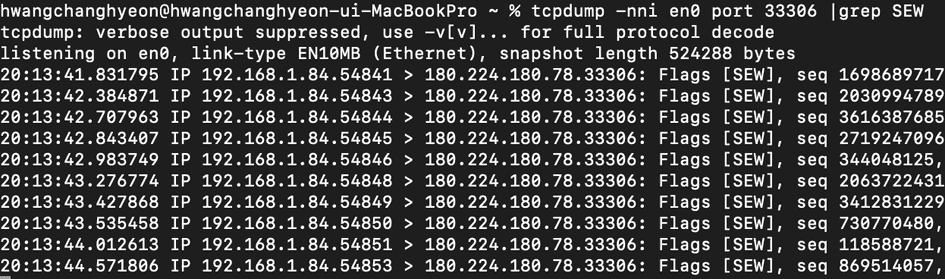 hwangchanghyeon@hwangchanghyeon-ui-MacBookPro ~ % tcpdump -nni en0 port 33306 |grep SEW
tcpdump: verbose output suppressed, use -v[v]... for full protocol decode
listening on en0, link-type EN10MB (Ethernet), snapshot length 524288 bytes
20:13:41.831795 IP 192.168.1.84.54841 > 180.224.180.78.33306: Flags [SEW], seq 1698689717
20:13:42.384871 IP 192.168.1.84.54843 > 180.224.180.78.33306: Flags [SEW], seq 2030994789
20:13:42.707963 IP 192.168.1.84.54844 > 180.224.180.78.33306: Flags [SEW], seq 3616387685
20:13:42.843407 IP 192.168.1.84.54845 > 180.224.180.78.33306: Flags [SEW], seq 2719247096
20:13:42.983749 IP 192.168.1.84.54846 > 180.224.180.78.33306: Flags [SEW], seq 344048125,
20:13:43.276774 IP 192.168.1.84.54848 > 180.224.180.78.33306: Flags [SEW], seq 2063722431
20:13:43.427868 IP 192.168.1.84.54849 > 180.224.180.78.33306: Flags [SEW], seq 3412831229
20:13:43.535458 IP 192.168.1.84.54850 > 180.224.180.78.33306: Flags [SEW], seq 730770480,
20:13:44.012613 IP 192.168.1.84.54851 > 180.224.180.78.33306: Flags [SEW], seq 118588721,
20:13:44.571806 IP 192.168.1.84.54853 > 180.224.180.78.33306: Flags [SEW], seq 869514057,